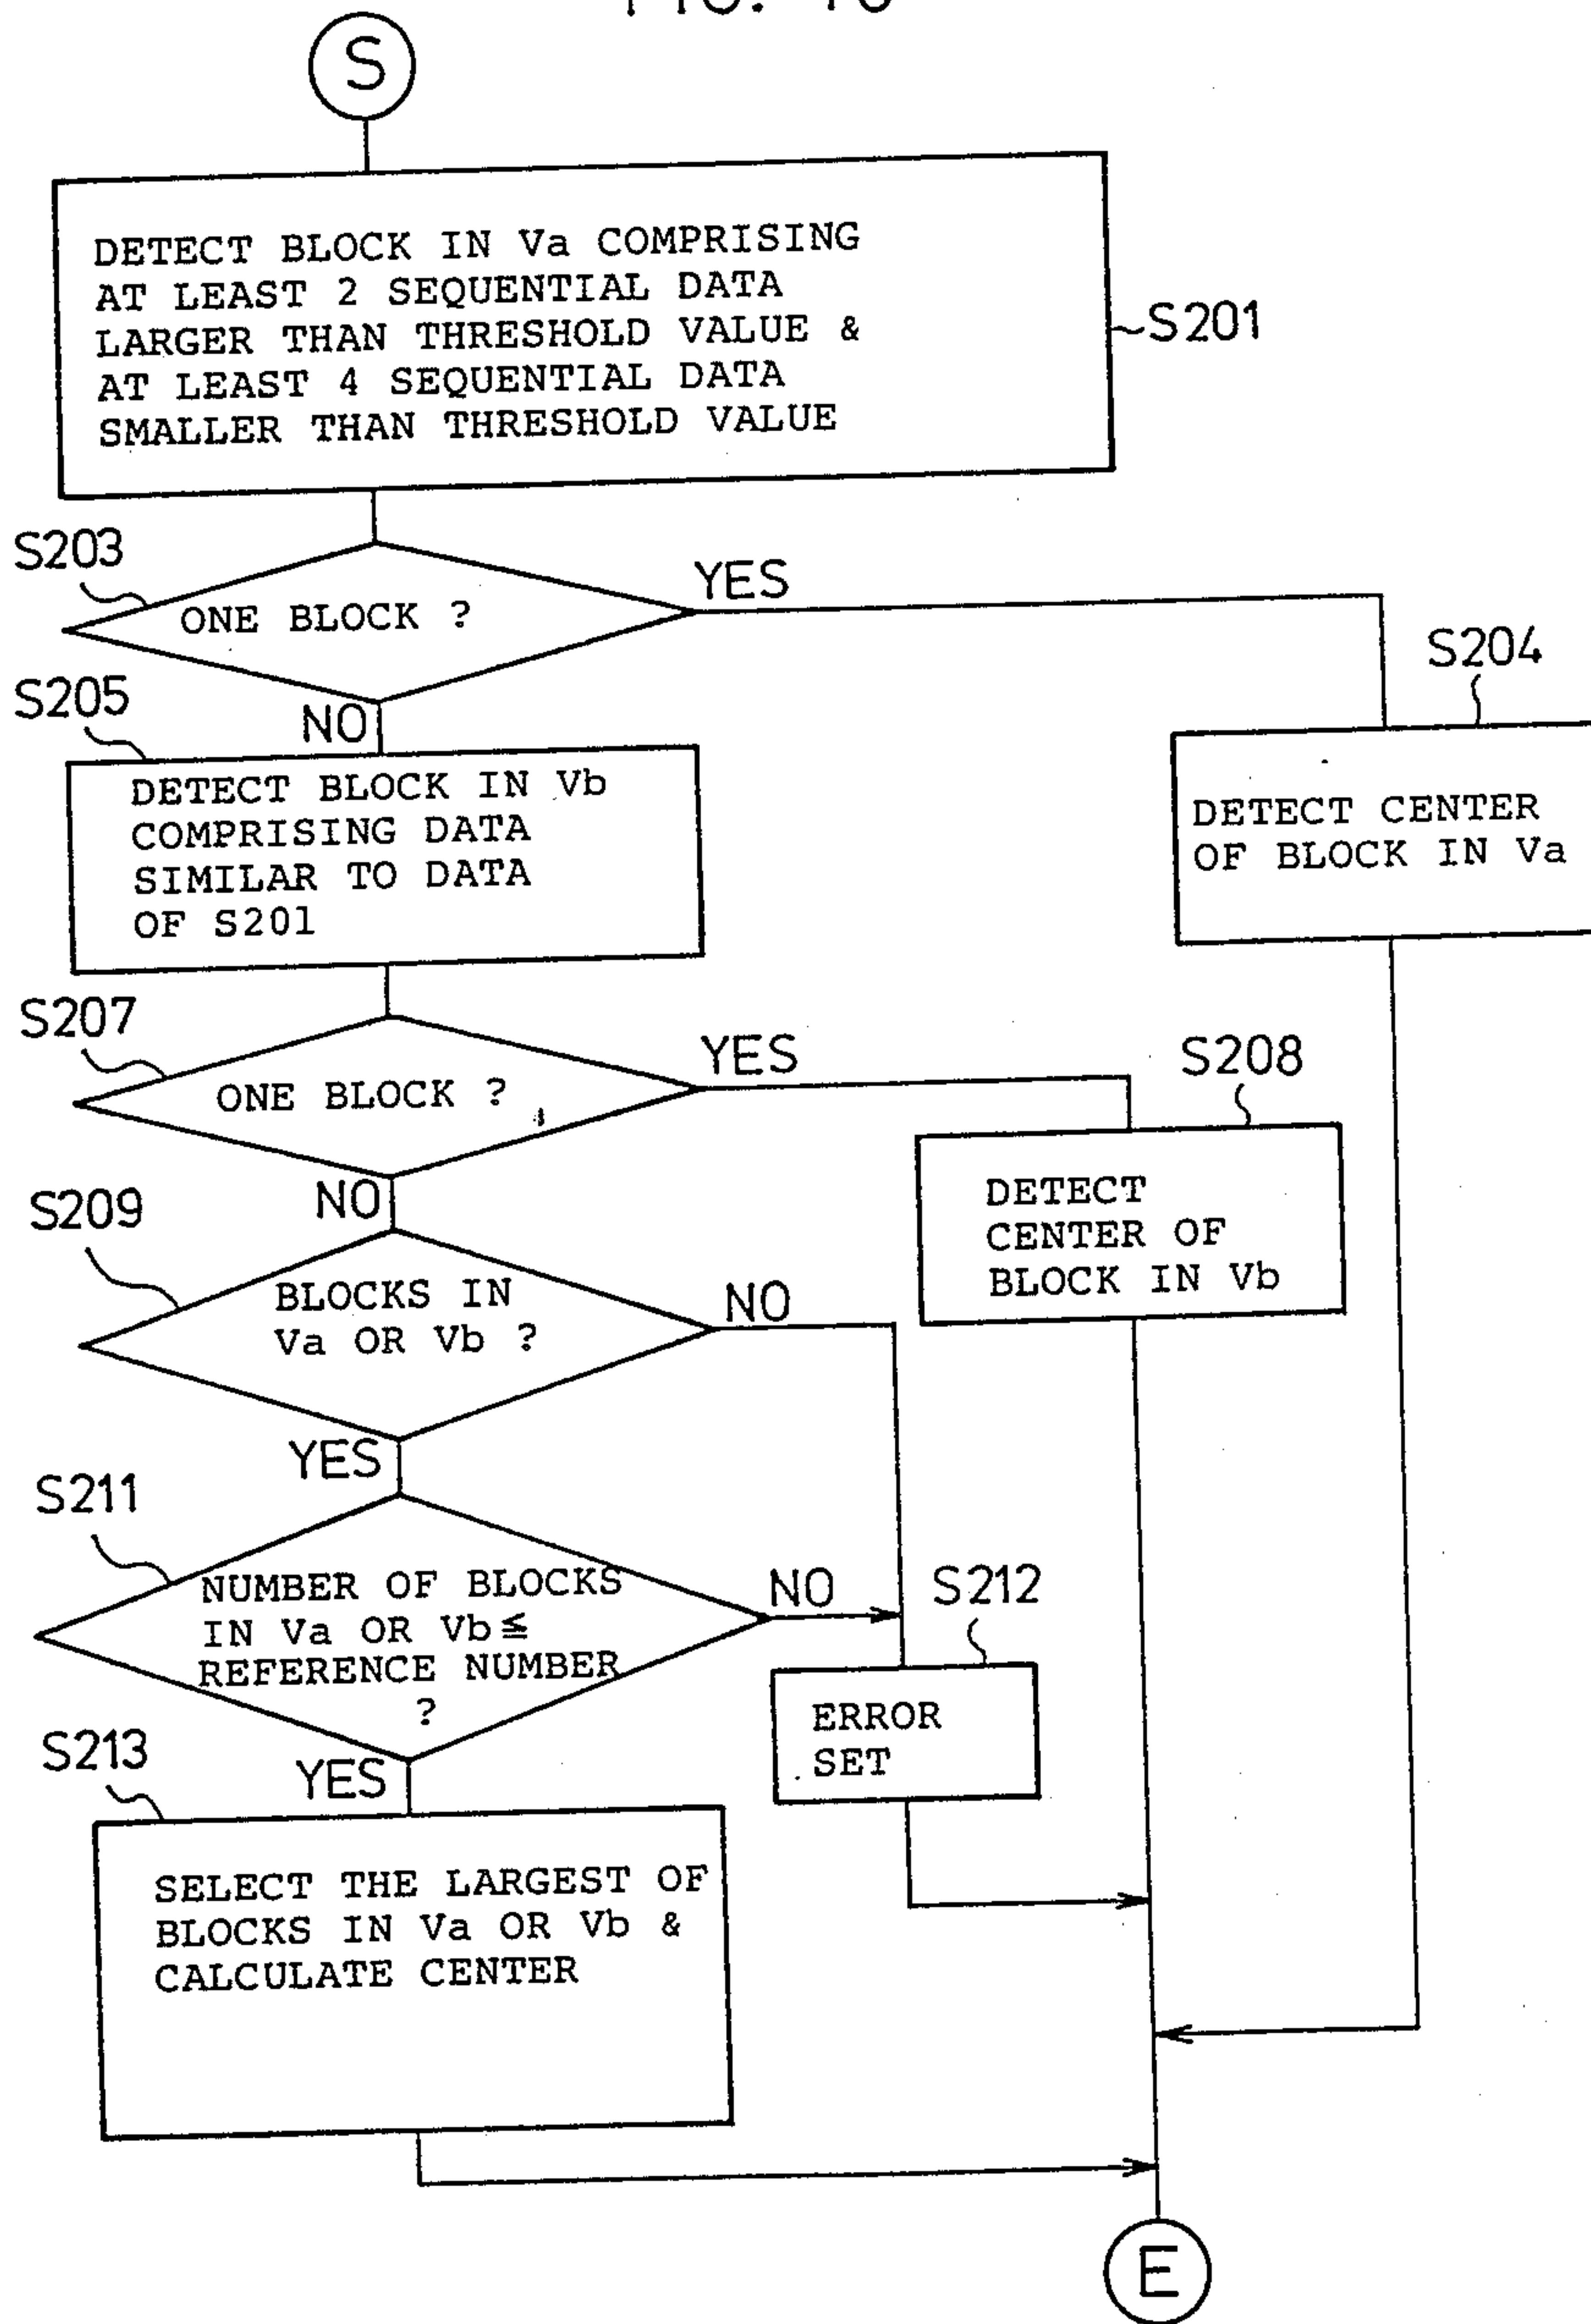 S
DETECT BLOCK IN Va COMPRISING
AT LEAST 2 SEQUENTIAL DATA
LARGER THAN THRESHOLD VALUE &
AT LEAST 4 SEQUENTIAL DATA
SMALLER THAN THRESHOLD VALUE
S201
S203
ONE BLOCK ?
YES
NO
S204
DETECT CENTER
OF BLOCK IN Va
S205
DETECT BLOCK IN Vb
COMPRISING DATA
SIMILAR TO DATA
OF S201
S207
ONE BLOCK ?
YES
NO
S208
DETECT
CENTER OF
BLOCK IN Vb
S209
BLOCKS IN
Va OR Vb ?
NO
YES
S211
NUMBER OF BLOCKS
IN Va OR Vb≦
REFERENCE NUMBER
?
NO
YES
S212
ERROR
SET
S213
SELECT THE LARGEST OF
BLOCKS IN Va OR Vb &
CALCULATE CENTER
E